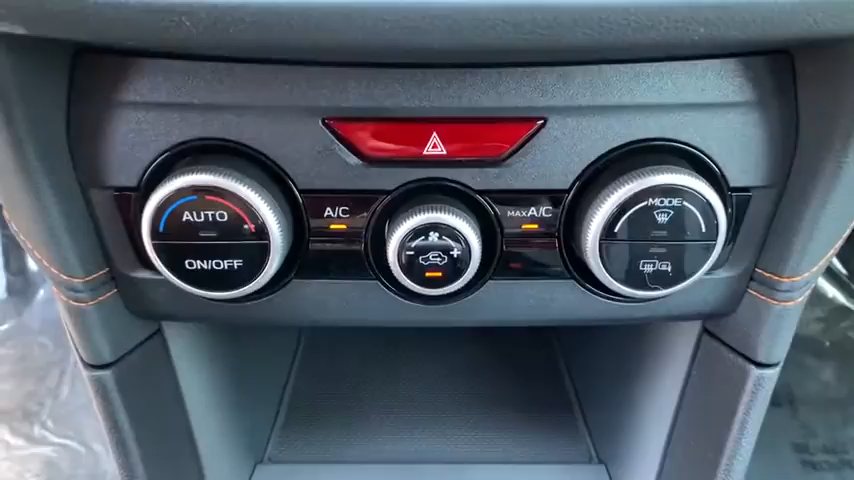 AUTO
ON/OFF
A/C
- +
MAX A/C
MODE